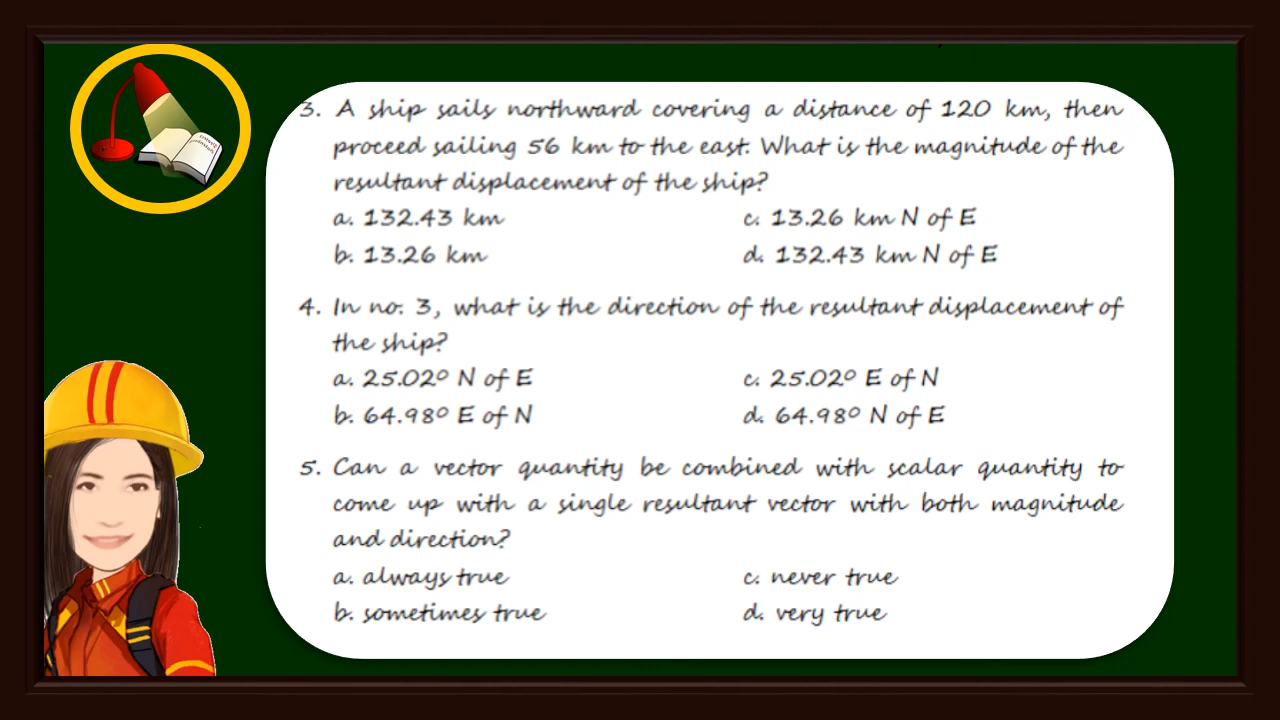 3. A ship sails northward covering a distance of 120 km, then
proceed sailing 56 km to the east. What is the magnitude of the
resultant displacement of the ship?
a. 132.43 km c. 13.26 km N of E
b. 13.26 km d. 132.43 km N of E
4. In no. 3, what is the direction of the resultant displacement of
the ship?
a. 25.02º N of E c. 25.02º E of N
b. 64.98º E of N d. 64.98º N of E
5. Can a vector quantity be combined with scalar quantity to
come up with a single resultant vector with both magnitude
and direction?
a. always true c. never true
b. sometimes true d. very true